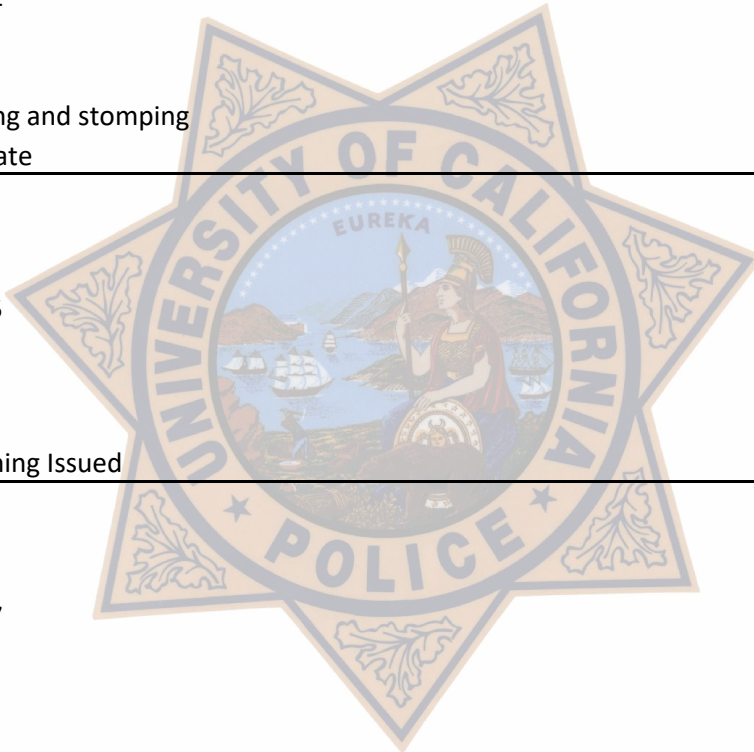 ng and stomping
ate
UNIVERSITY OF CALIFORNIA
EUREKA
ning Issued
POLICE